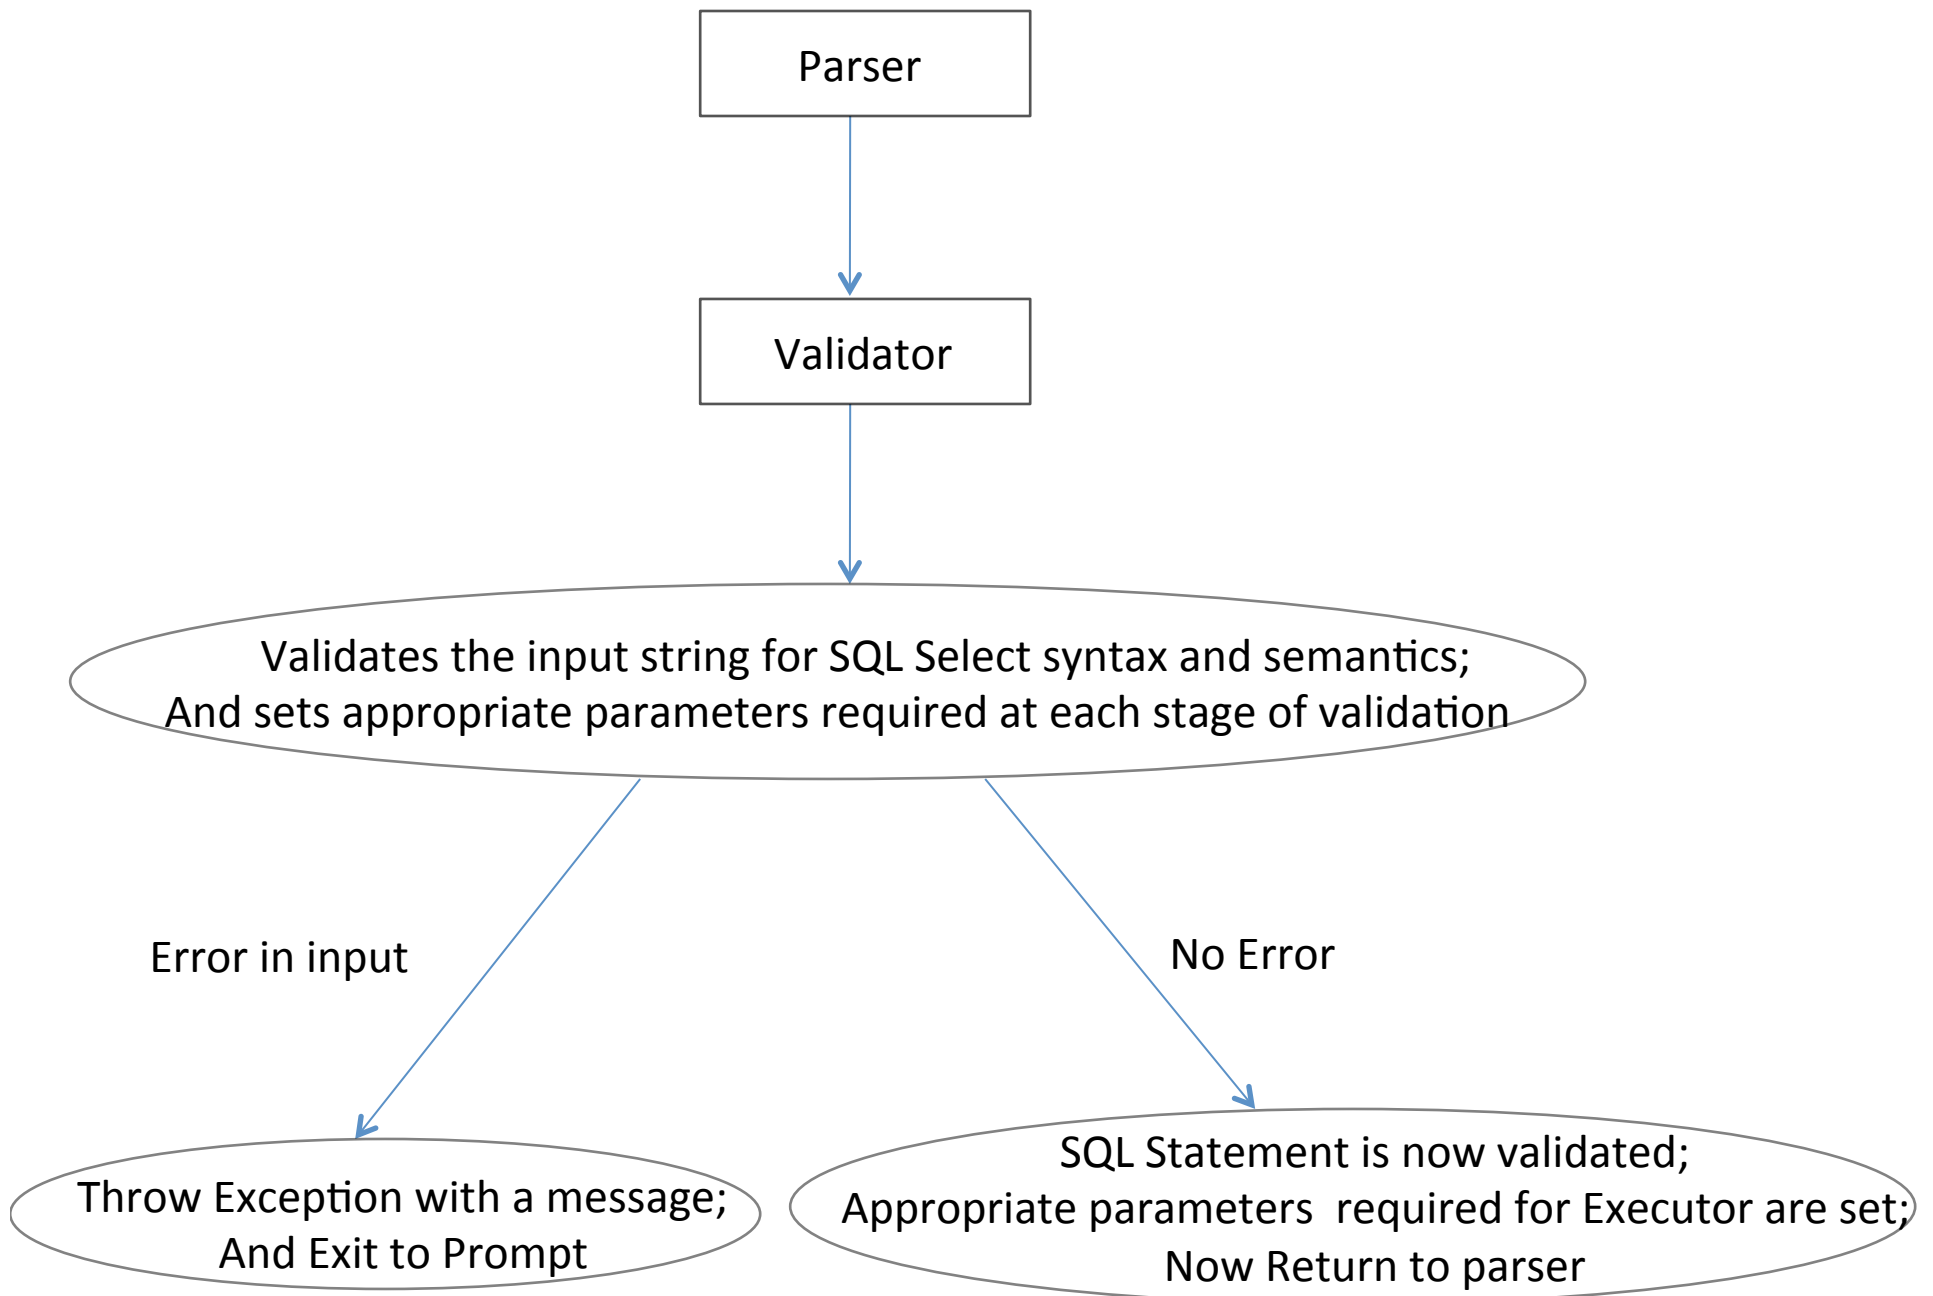 Parser
Validator
Validates the input string for SQL Select syntax and semantics;
And sets appropriate parameters required at each stage of validation
Error in input
No Error
Throw Exception with a message;
And Exit to Prompt
SQL Statement is now validated;
Appropriate parameters  required for Executor are set;
Now Return to parser